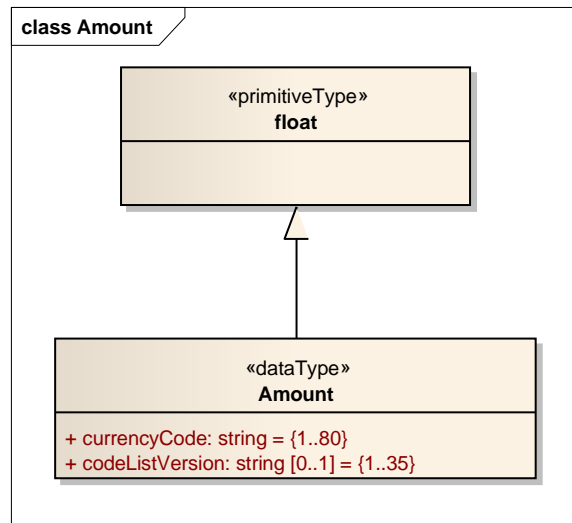 class Amount
«primitiveType»
float
«dataType»
Amount
+ currencyCode: string = {1..80}
+ codeListVersion: string [0..1] = {1..35}